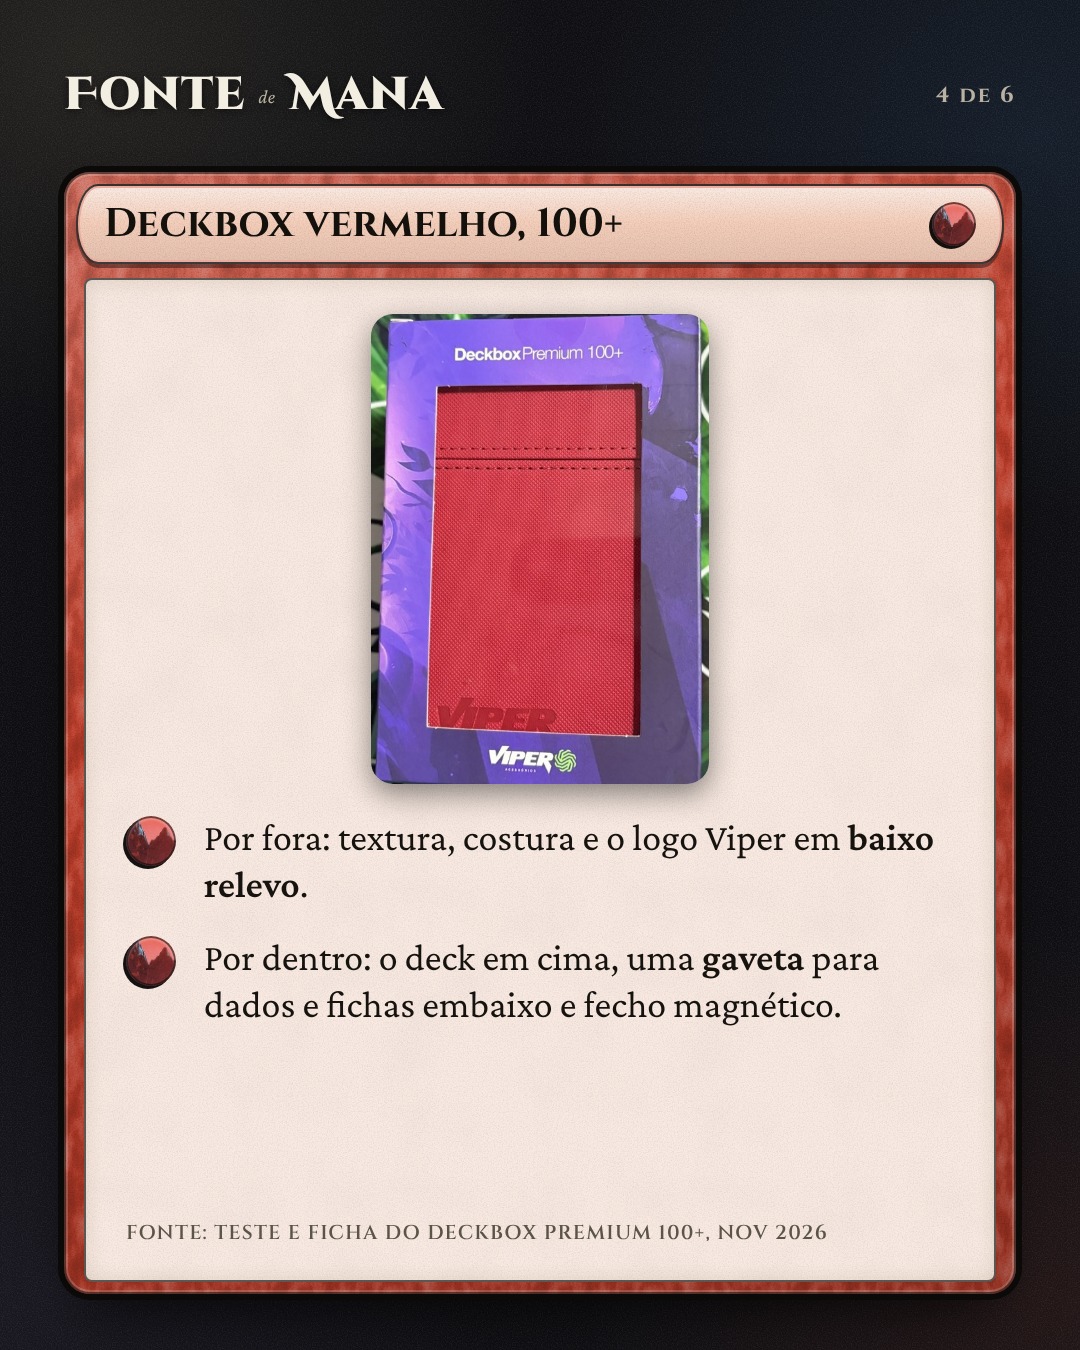 Fonte de Mana
4 de 6
Deckbox vermelho, 100+
Deckbox Premium 100+
VIPER
VIPER
Por fora: textura, costura e o logo Viper em baixo
relevo.
Por dentro: o deck em cima, uma gaveta para
dados e fichas embaixo e fecho magnético.
FONTE: TESTE E FICHA DO DECKBOX PREMIUM 100+, NOV 2026